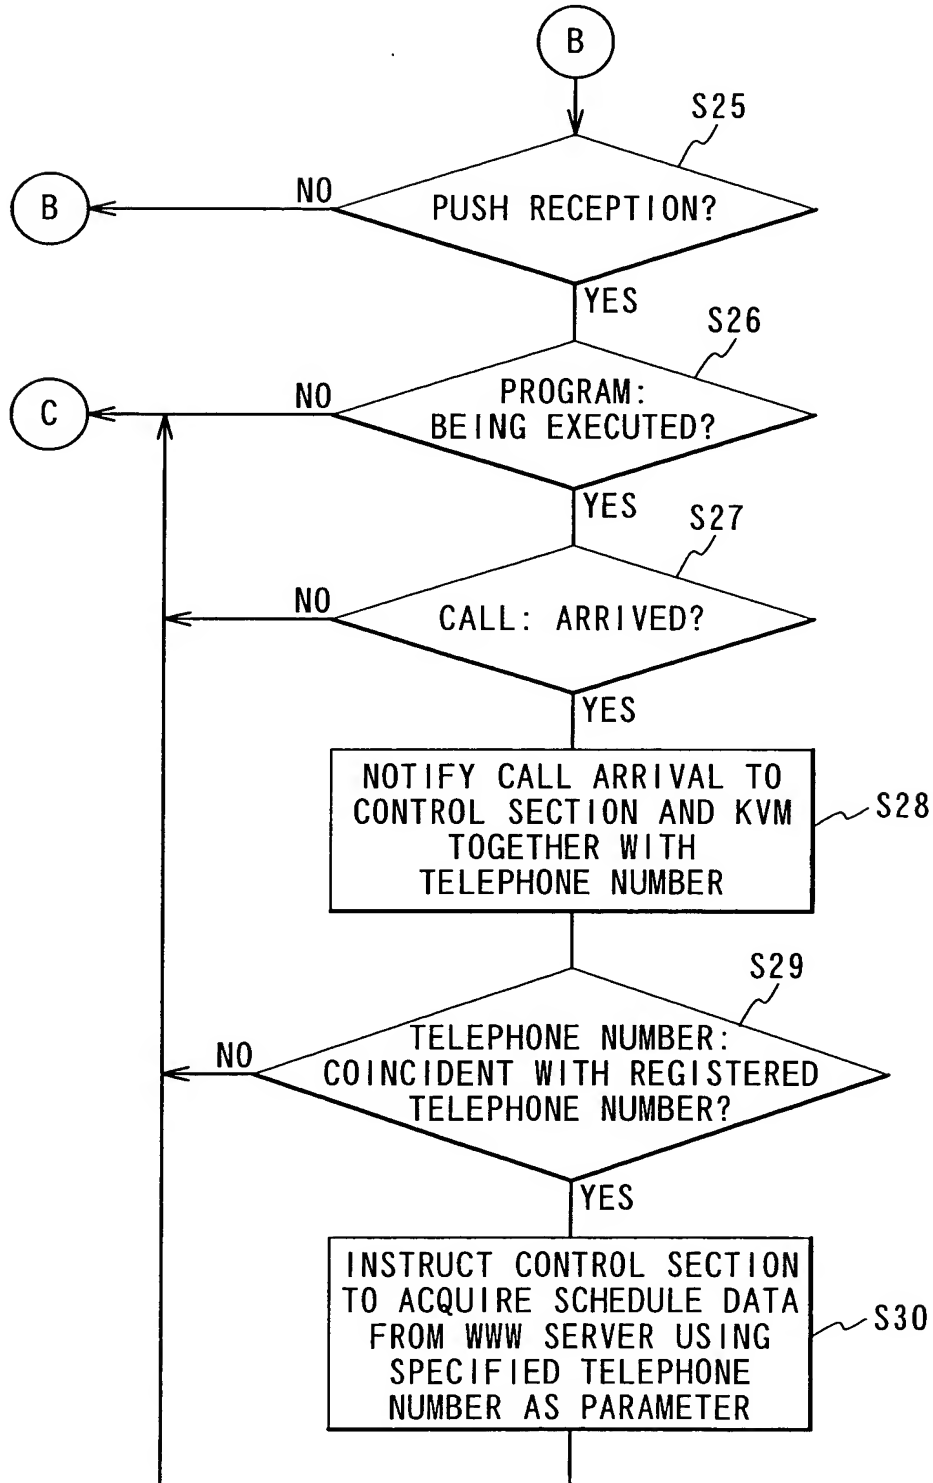 B
S25
NO
B
PUSH RECEPTION?
YES
S26
NO
C
PROGRAM:
BEING EXECUTED?
YES
S27
NO
CALL: ARRIVED?
YES
NOTIFY CALL ARRIVAL TO
CONTROL SECTION AND KVM
TOGETHER WITH
TELEPHONE NUMBER
S28
S29
NO
TELEPHONE NUMBER:
COINCIDENT WITH REGISTERED
TELEPHONE NUMBER?
YES
INSTRUCT CONTROL SECTION
TO ACQUIRE SCHEDULE DATA
FROM WWW SERVER USING
SPECIFIED TELEPHONE
NUMBER AS PARAMETER
S30